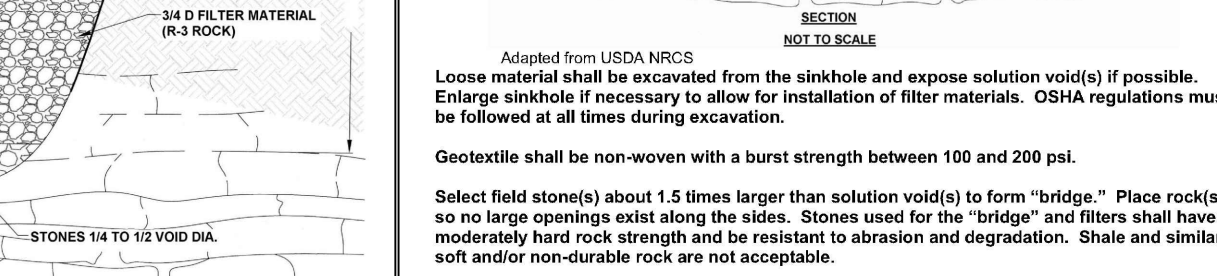 3/4 D FILTER MATERIAL
(R-3 ROCK)
STONES 1/4 TO 1/2 VOID DIA.
SECTION
NOT TO SCALE
Adapted from USDA NRCS
Loose material shall be excavated from the sinkhole and expose solution void(s) if possible.
Enlarge sinkhole if necessary to allow for installation of filter materials.  OSHA regulations mus
be followed at all times during excavation.
Geotextile shall be non-woven with a burst strength between 100 and 200 psi.
Select field stone(s) about 1.5 times larger than solution void(s) to form “bridge.”  Place rock(s
so no large openings exist along the sides.  Stones used for the “bridge” and filters shall have
moderately hard rock strength and be resistant to abrasion and degradation.  Shale and similar
soft and/or non-durable rock are not acceptable.